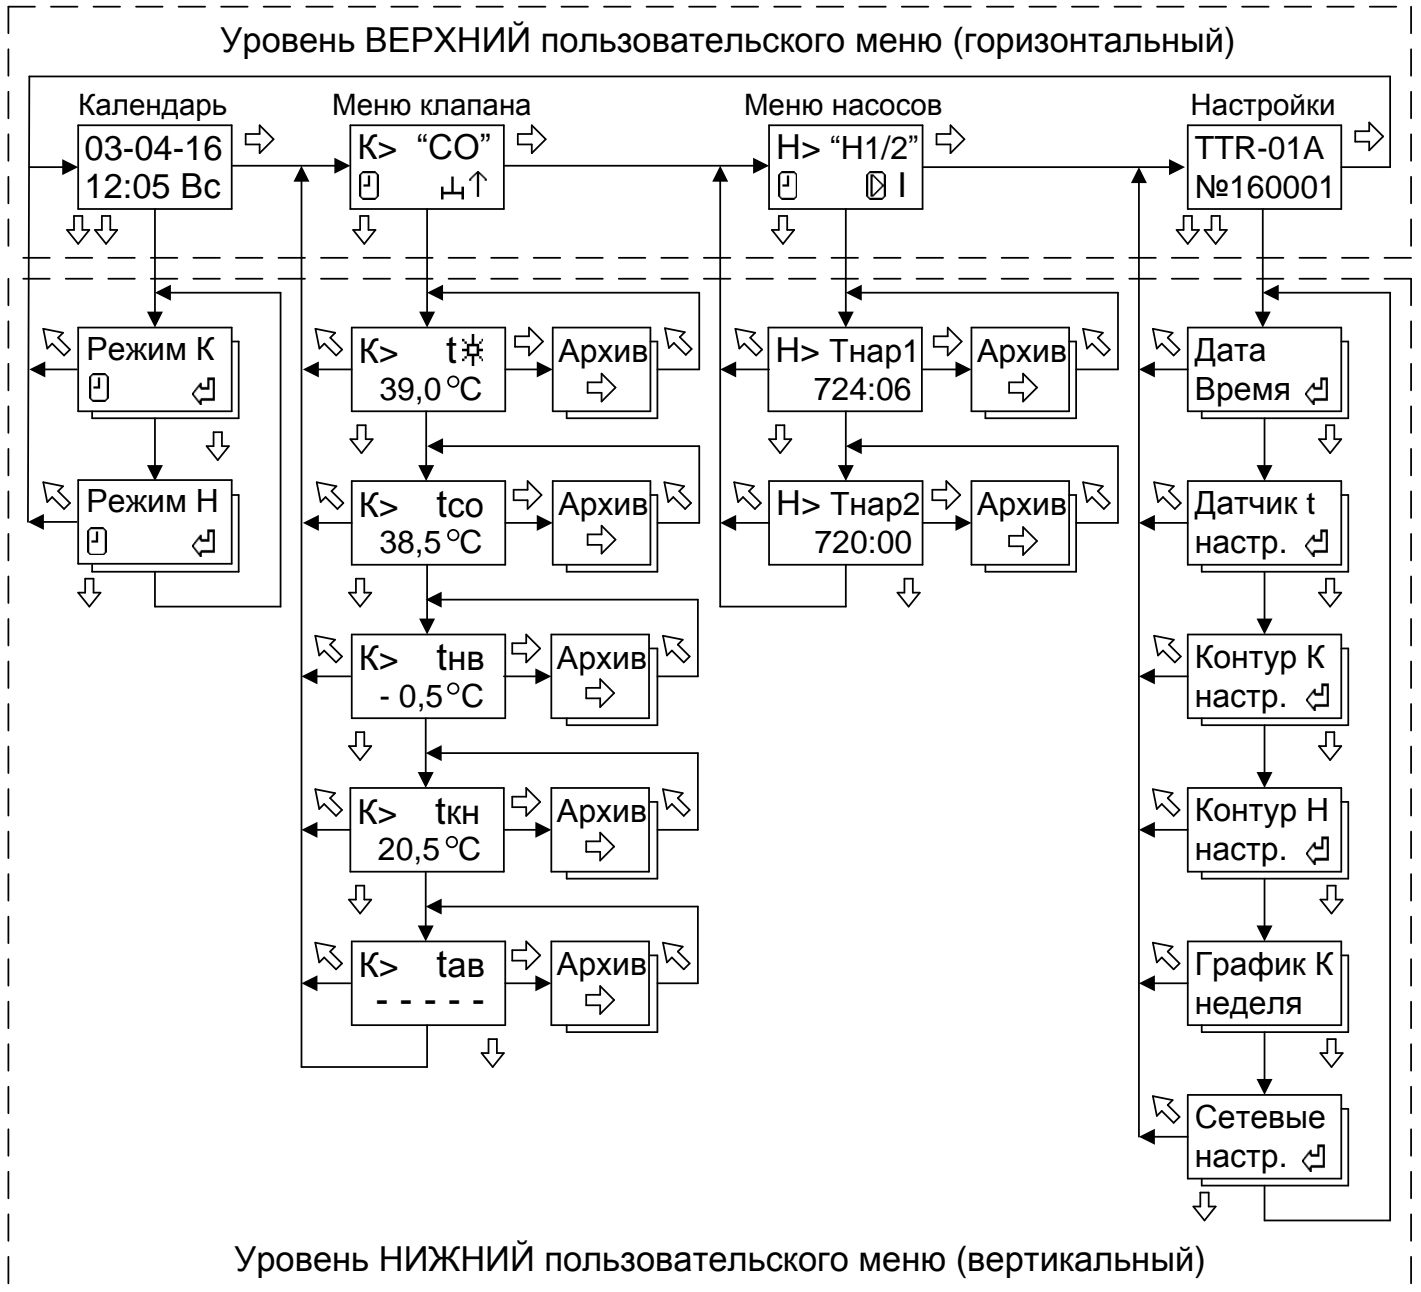 Уровень ВЕРХНИЙ пользовательского меню (горизонтальный)
Календарь
03-04-16
12:05 Вс
Меню клапана
К> “СО”
Меню насосов
Н> “Н1/2”
I
Настройки
TTR-01A
№160001
Режим К
Режим Н
К> t
39,0 °C
Архив
К> tсо
38,5 °C
Архив
К> tнв
- 0,5 °C
Архив
К> tкн
20,5 °C
Архив
К> tав
- - - - -
Архив
Н> Тнар1
724:06
Архив
Н> Тнар2
720:00
Архив
Дата
Время
Датчик t
настр.
Контур К
настр.
Контур Н
настр.
График К
неделя
Сетевые
настр.
Уровень НИЖНИЙ пользовательского меню (вертикальный)